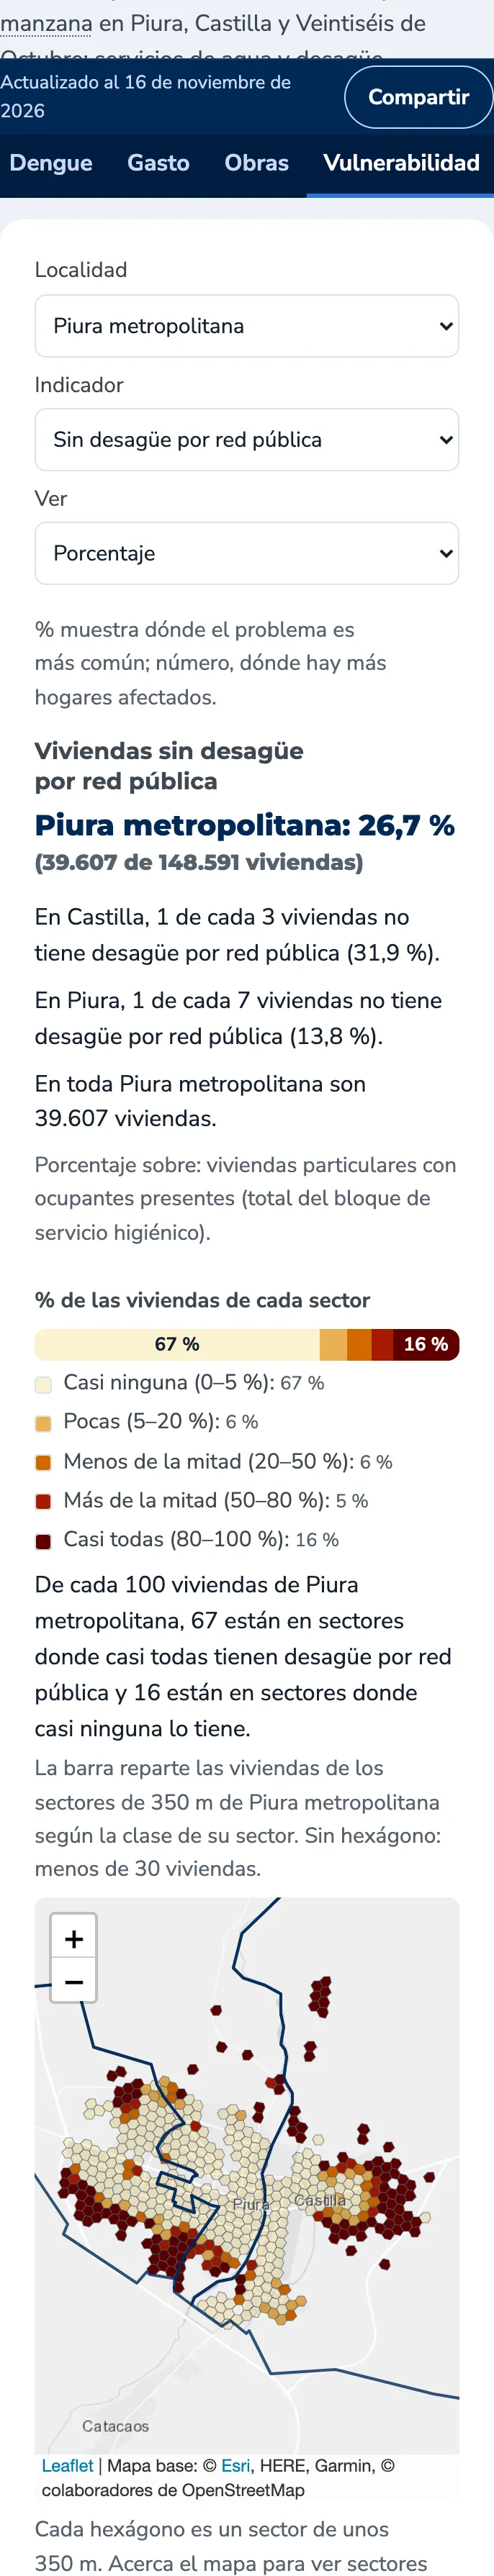 manzana en Piura, Castilla y Veintiséis de
Octubre: servicios de agua y desagüe
Actualizado al 16 de noviembre de
2026
Compartir
Dengue
Gasto
Obras
Vulnerabilidad
Localidad
Piura metropolitana
Indicador
Sin desagüe por red pública
Ver
Porcentaje
% muestra dónde el problema es
más común; número, dónde hay más
hogares afectados.
Viviendas sin desagüe
por red pública
Piura metropolitana: 26,7 %
(39.607 de 148.591 viviendas)
En Castilla, 1 de cada 3 viviendas no
tiene desagüe por red pública (31,9 %).
En Piura, 1 de cada 7 viviendas no tiene
desagüe por red pública (13,8 %).
En toda Piura metropolitana son
39.607 viviendas.
Porcentaje sobre: viviendas particulares con
ocupantes presentes (total del bloque de
servicio higiénico).
% de las viviendas de cada sector
67 %
16 %
Casi ninguna (0–5 %): 67 %
Pocas (5–20 %): 6 %
Menos de la mitad (20–50 %): 6 %
Más de la mitad (50–80 %): 5 %
Casi todas (80–100 %): 16 %
De cada 100 viviendas de Piura
metropolitana, 67 están en sectores
donde casi todas tienen desagüe por red
pública y 16 están en sectores donde
casi ninguna lo tiene.
La barra reparte las viviendas de los
sectores de 350 m de Piura metropolitana
según la clase de su sector. Sin hexágono:
menos de 30 viviendas.
+
−
Piura
Castilla
Catacaos
Leaflet | Mapa base: © Esri, HERE, Garmin, ©
colaboradores de OpenStreetMap
Cada hexágono es un sector de unos
350 m. Acerca el mapa para ver sectores